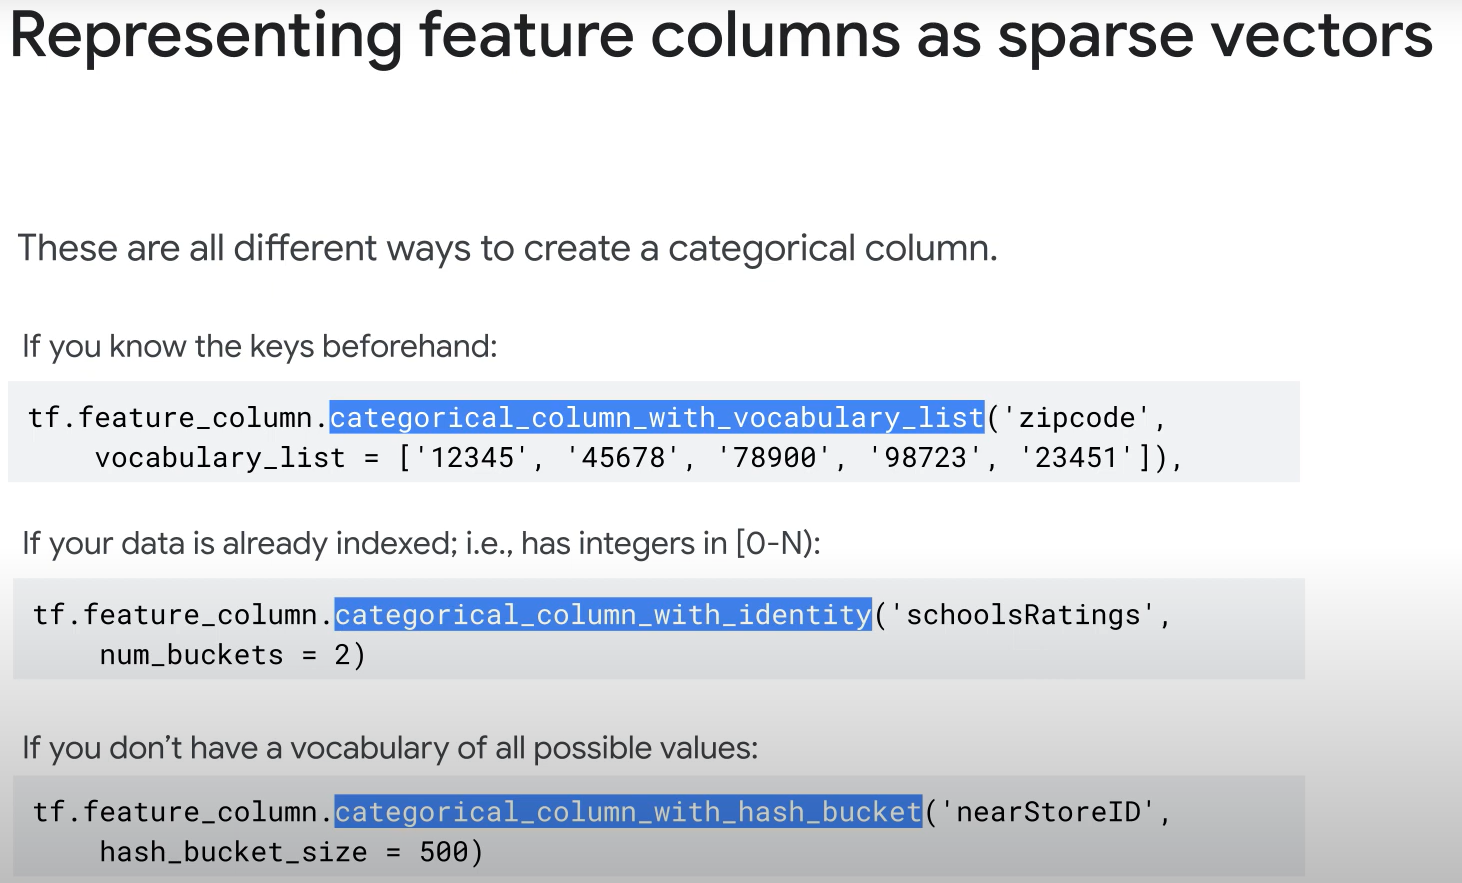 Representing feature columns as sparse vectors
These are all different ways to create a categorical column.
If you know the keys beforehand:
tf.feature_column.categorical_column_with_vocabulary_list('zipcode',
vocabulary_list = ['12345', '45678', '78900', '98723', '23451']),
If your data is already indexed; i.e., has integers in [0-N):
tf.feature_column.categorical_column_with_identity('schoolsRatings',
num_buckets = 2)
If you don’t have a vocabulary of all possible values:
tf.feature_column.categorical_column_with_hash_bucket('nearStoreID',
hash_bucket_size = 500)